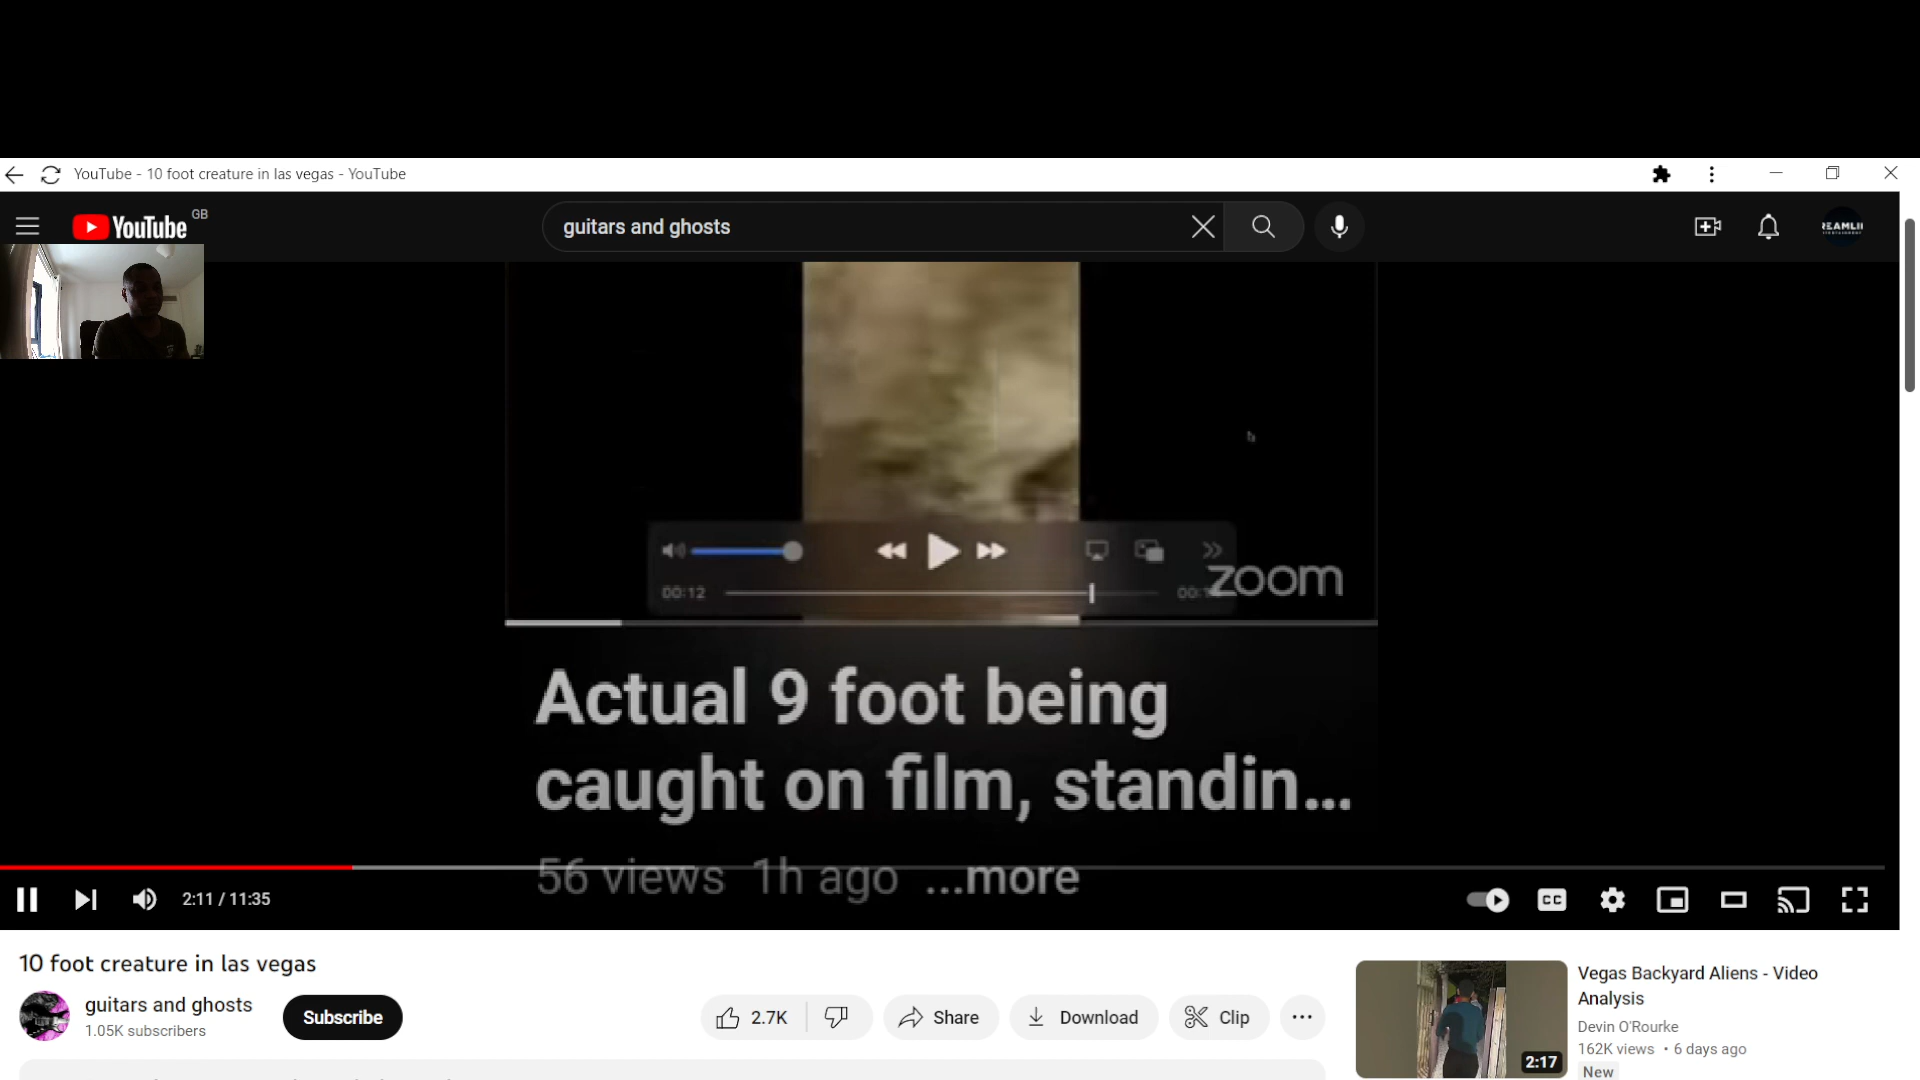 YouTube - 10 foot creature in las vegas - YouTube
YouTube GB
guitars and ghosts
zoom
00:12
Actual 9 foot being
caught on film, standin...
56 views 1h ago ...more
2:11 / 11:35
CC
10 foot creature in las vegas
guitars and ghosts
1.05K subscribers
Subscribe
2.7K
Share
Download
Clip
2:17
Vegas Backyard Aliens - Video
Analysis
Devin O'Rourke
162K views • 6 days ago
New